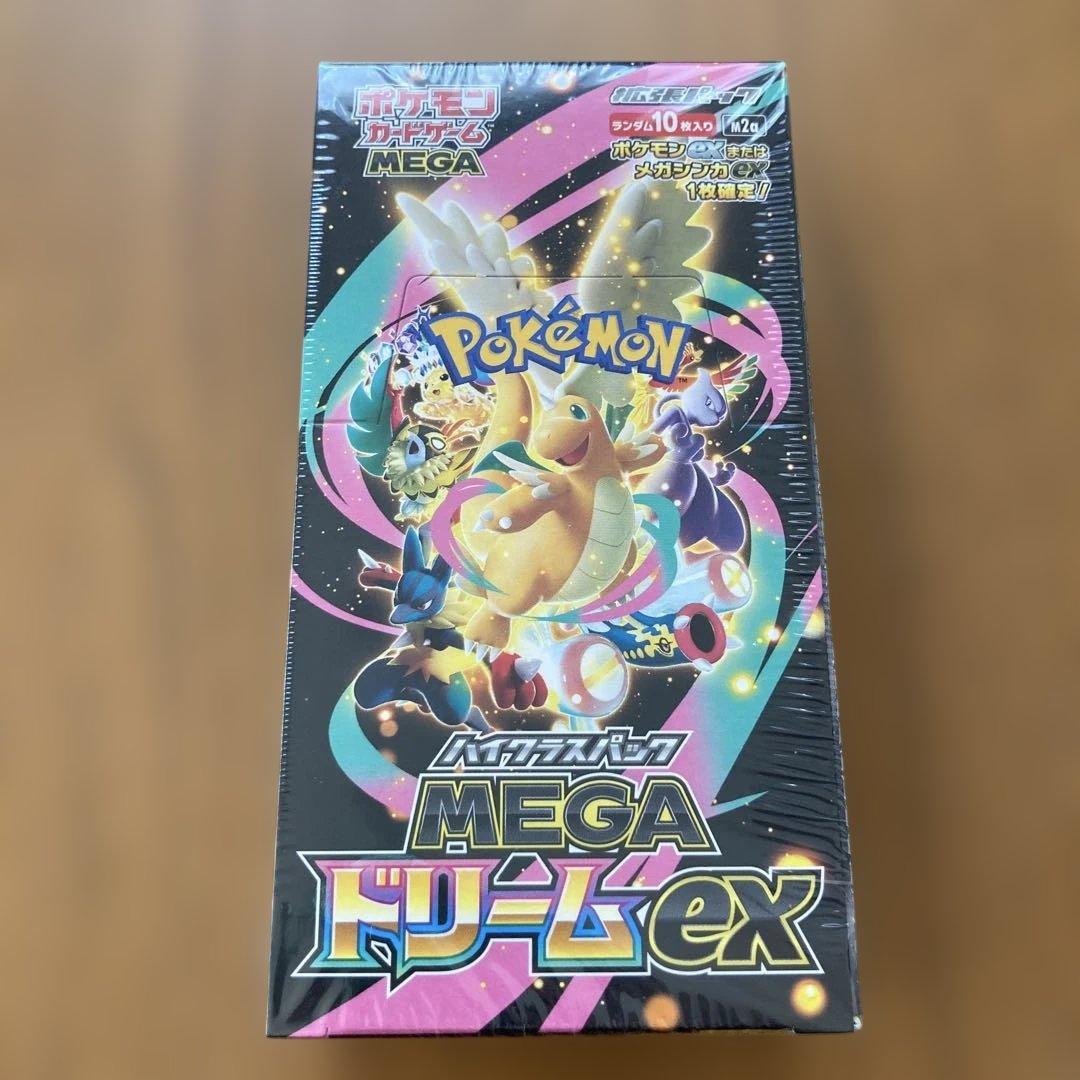 ポケモン
カードゲーム
MEGA
拡張パック
ランダム10枚入り M2a
ポケモンexまたは
メガシンカex
1枚確定!
POKéMON
TM
ハイクラスパック
MEGA
ドリームex